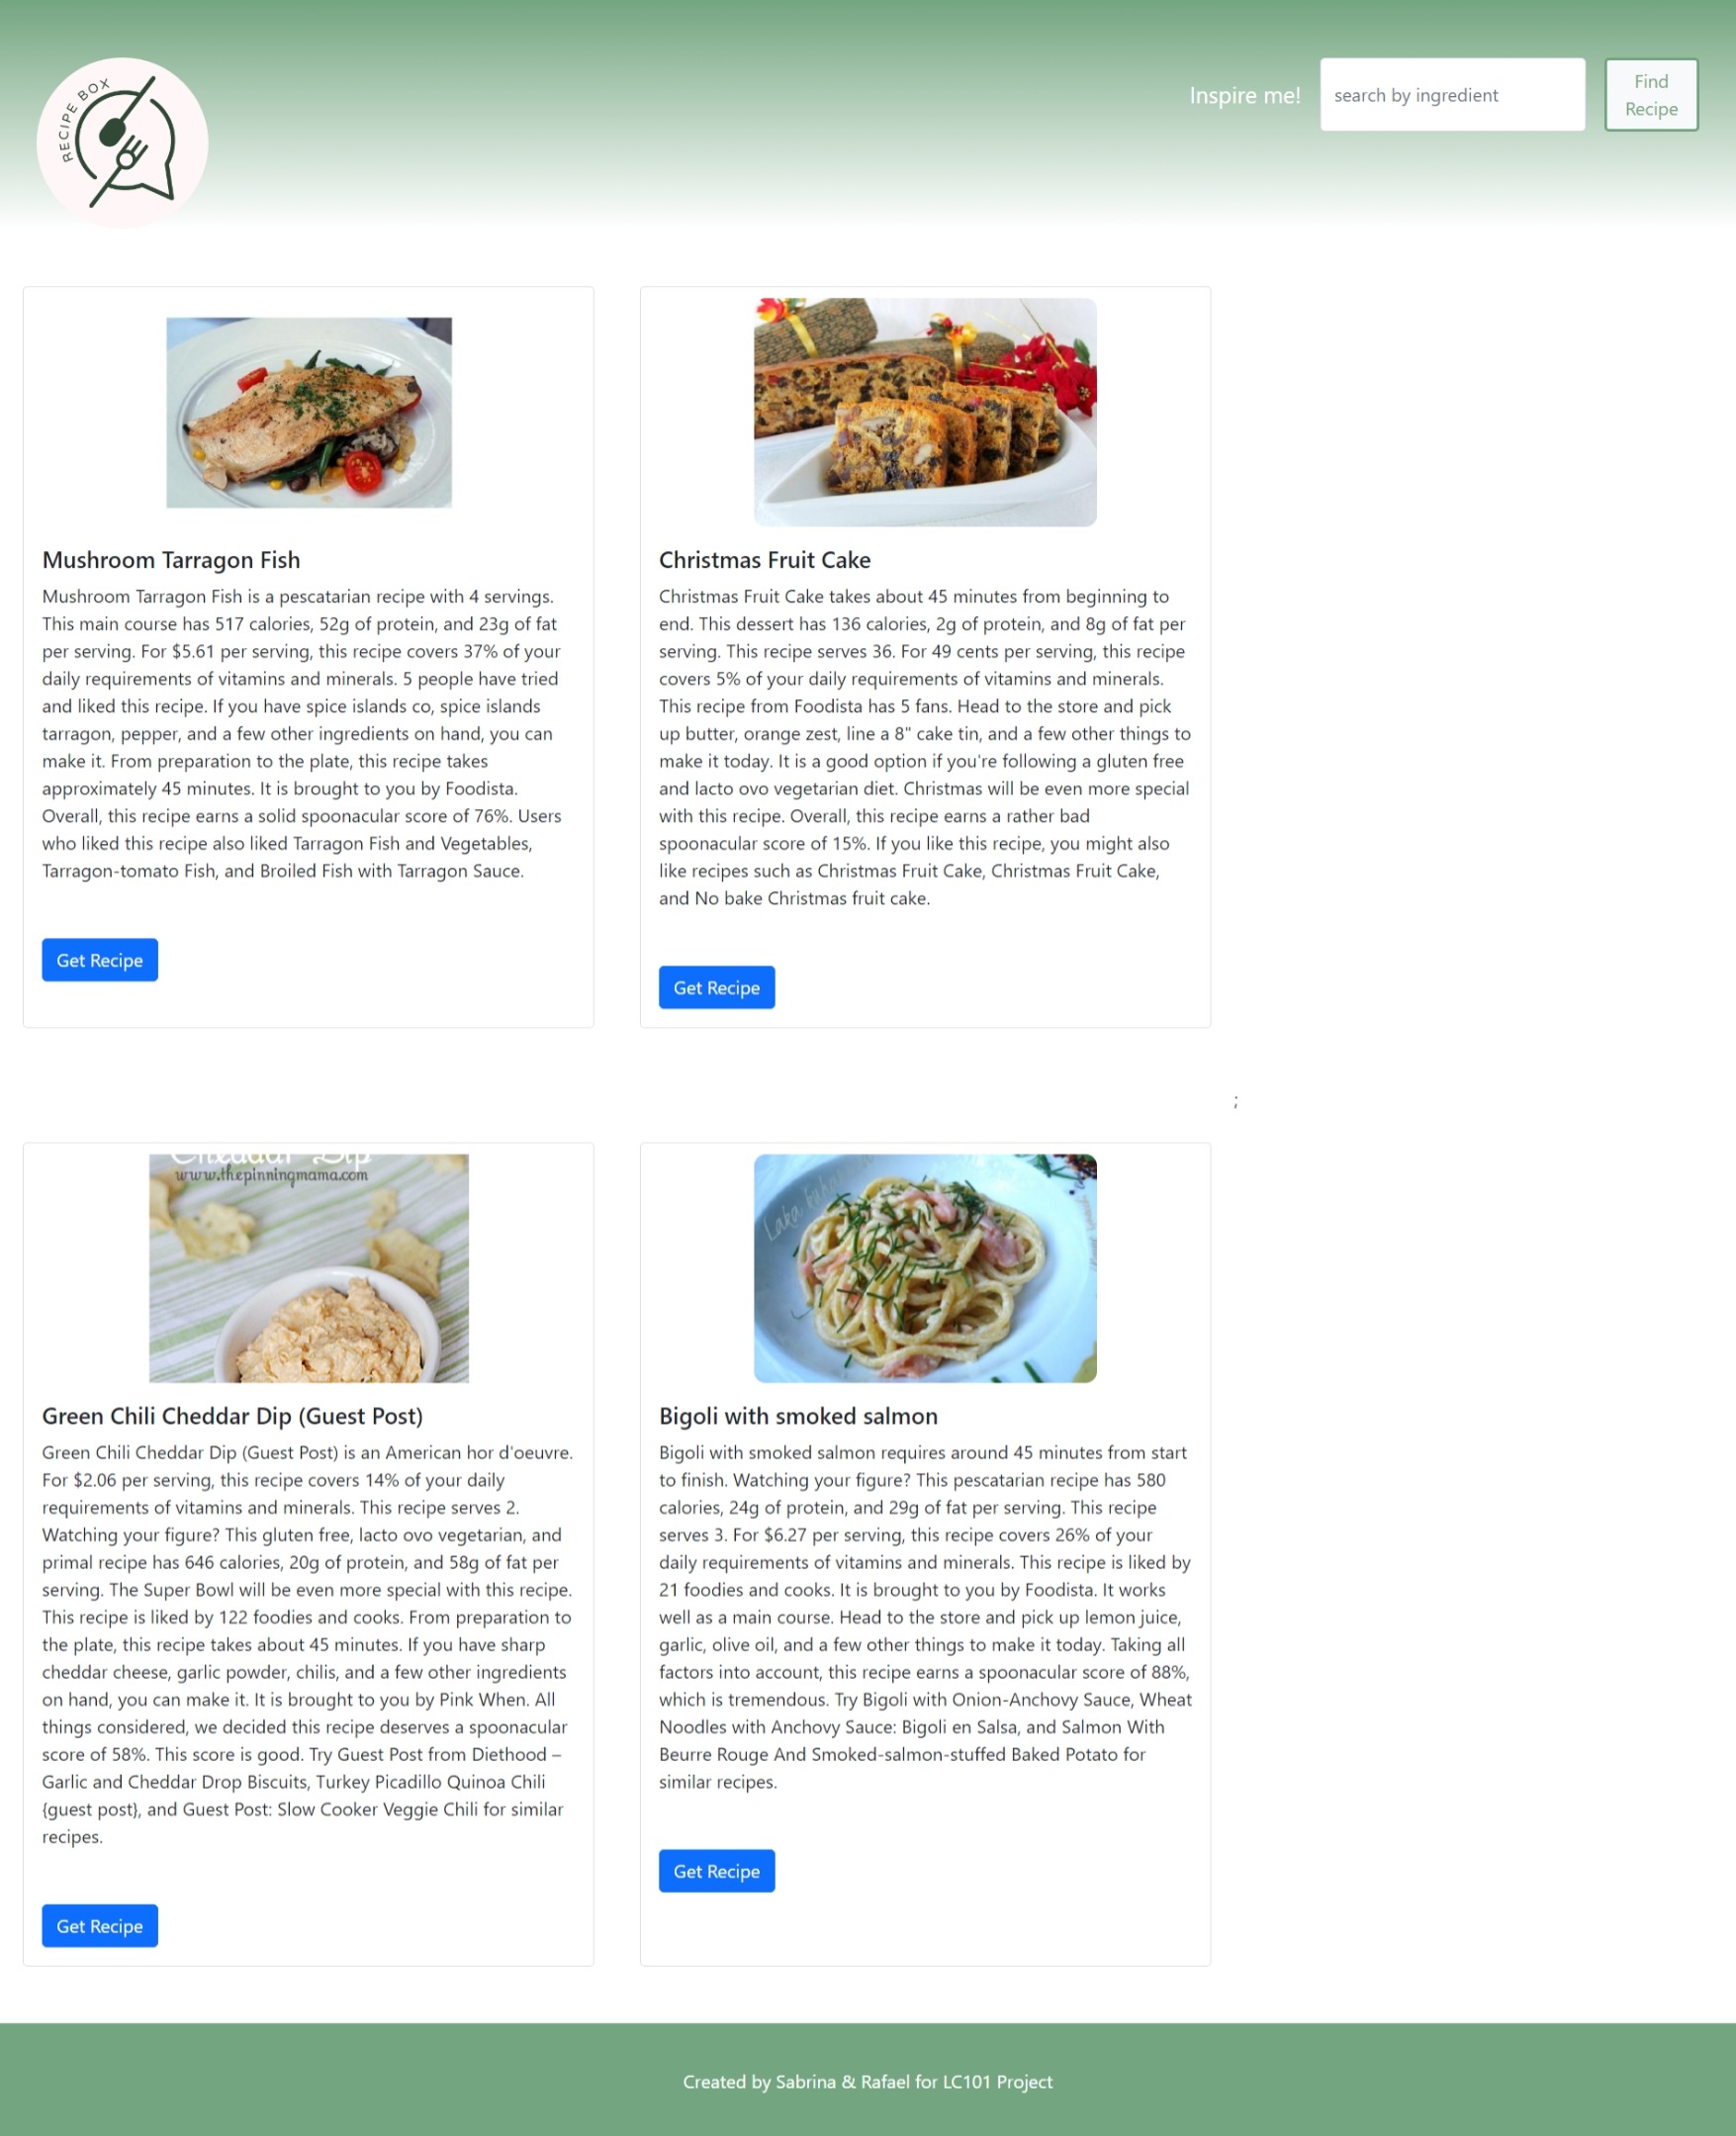 RECIPE BOX
Inspire me!
search by ingredient
Find
Recipe
Mushroom Tarragon Fish
Mushroom Tarragon Fish is a pescatarian recipe with 4 servings.
This main course has 517 calories, 52g of protein, and 23g of fat
per serving. For $5.61 per serving, this recipe covers 37% of your
daily requirements of vitamins and minerals. 5 people have tried
and liked this recipe. If you have spice islands co, spice islands
tarragon, pepper, and a few other ingredients on hand, you can
make it. From preparation to the plate, this recipe takes
approximately 45 minutes. It is brought to you by Foodista.
Overall, this recipe earns a solid spoonacular score of 76%. Users
who liked this recipe also liked Tarragon Fish and Vegetables,
Tarragon-tomato Fish, and Broiled Fish with Tarragon Sauce.
Get Recipe
Christmas Fruit Cake
Christmas Fruit Cake takes about 45 minutes from beginning to
end. This dessert has 136 calories, 2g of protein, and 8g of fat per
serving. This recipe serves 36. For 49 cents per serving, this recipe
covers 5% of your daily requirements of vitamins and minerals.
This recipe from Foodista has 5 fans. Head to the store and pick
up butter, orange zest, line a 8" cake tin, and a few other things to
make it today. It is a good option if you're following a gluten free
and lacto ovo vegetarian diet. Christmas will be even more special
with this recipe. Overall, this recipe earns a rather bad
spoonacular score of 15%. If you like this recipe, you might also
like recipes such as Christmas Fruit Cake, Christmas Fruit Cake,
and No bake Christmas fruit cake.
Get Recipe
;
Cheddar Dip
www.thepinningmama.com
Green Chili Cheddar Dip (Guest Post)
Green Chili Cheddar Dip (Guest Post) is an American hor d'oeuvre.
For $2.06 per serving, this recipe covers 14% of your daily
requirements of vitamins and minerals. This recipe serves 2.
Watching your figure? This gluten free, lacto ovo vegetarian, and
primal recipe has 646 calories, 20g of protein, and 58g of fat per
serving. The Super Bowl will be even more special with this recipe.
This recipe is liked by 122 foodies and cooks. From preparation to
the plate, this recipe takes about 45 minutes. If you have sharp
cheddar cheese, garlic powder, chilis, and a few other ingredients
on hand, you can make it. It is brought to you by Pink When. All
things considered, we decided this recipe deserves a spoonacular
score of 58%. This score is good. Try Guest Post from Diethood –
Garlic and Cheddar Drop Biscuits, Turkey Picadillo Quinoa Chili
{guest post}, and Guest Post: Slow Cooker Veggie Chili for similar
recipes.
Get Recipe
Laka kuhar
Bigoli with smoked salmon
Bigoli with smoked salmon requires around 45 minutes from start
to finish. Watching your figure? This pescatarian recipe has 580
calories, 24g of protein, and 29g of fat per serving. This recipe
serves 3. For $6.27 per serving, this recipe covers 26% of your
daily requirements of vitamins and minerals. This recipe is liked by
21 foodies and cooks. It is brought to you by Foodista. It works
well as a main course. Head to the store and pick up lemon juice,
garlic, olive oil, and a few other things to make it today. Taking all
factors into account, this recipe earns a spoonacular score of 88%,
which is tremendous. Try Bigoli with Onion-Anchovy Sauce, Wheat
Noodles with Anchovy Sauce: Bigoli en Salsa, and Salmon With
Beurre Rouge And Smoked-salmon-stuffed Baked Potato for
similar recipes.
Get Recipe
Created by Sabrina & Rafael for LC101 Project